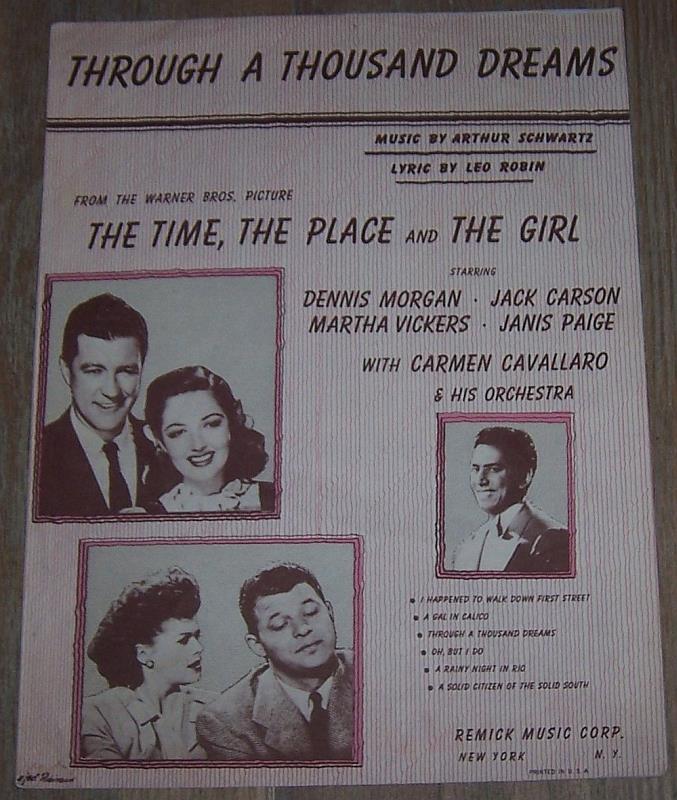 THROUGH A THOUSAND DREAMS
MUSIC BY ARTHUR SCHWARTZ
LYRIC BY LEO ROBIN
FROM THE WARNER BROS. PICTURE
THE TIME, THE PLACE AND THE GIRL
STARRING
DENNIS MORGAN · JACK CARSON
MARTHA VICKERS · JANIS PAIGE
WITH CARMEN CAVALLARO
& HIS ORCHESTRA
• I HAPPENED TO WALK DOWN FIRST STREET
• A GAL IN CALICO
• THROUGH A THOUSAND DREAMS
• OH, BUT I DO
• A RAINY NIGHT IN RIO
• A SOLID CITIZEN OF THE SOLID SOUTH
REMICK MUSIC CORP.
NEW YORK N. Y.
PRINTED IN U. S. A.